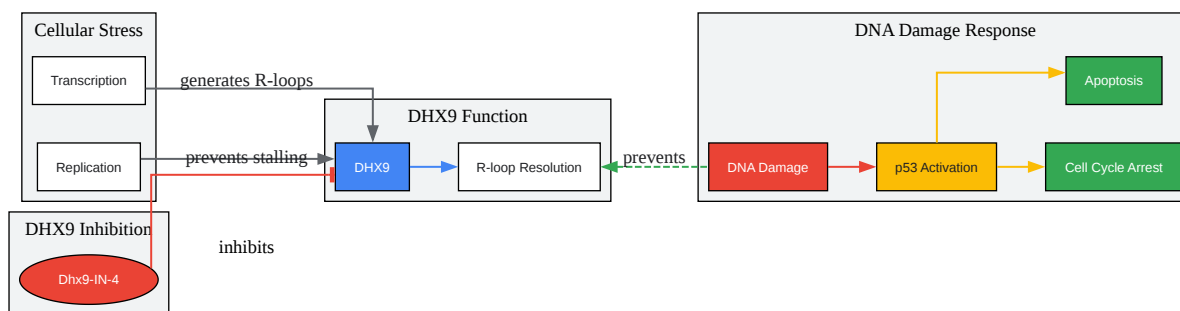 Cellular Stress
DNA Damage Response
Transcription
generates R-loops
Apoptosis
DHX9 Function
Replication
prevents stalling
DHX9
R-loop Resolution
prevents
DNA Damage
p53 Activation
Cell Cycle Arrest
DHX9 Inhibition
inhibits
Dhx9-IN-4